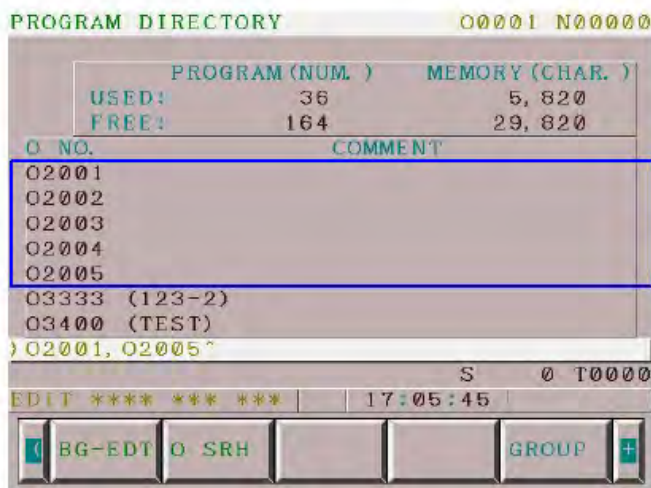 PROGRAM DIRECTORY O0001 N00000
PROGRAM(NUM. ) MEMORY(CHAR. )
USED: 36 5,820
FREE: 164 29,820
O NO. COMMENT
O2001
O2002
O2003
O2004
O2005
O3333 (123-2)
O3400 (TEST)
)O2001,O2005^
S 0 T0000
EDIT **** *** *** 17:05:45
( BG-EDT O SRH GROUP +